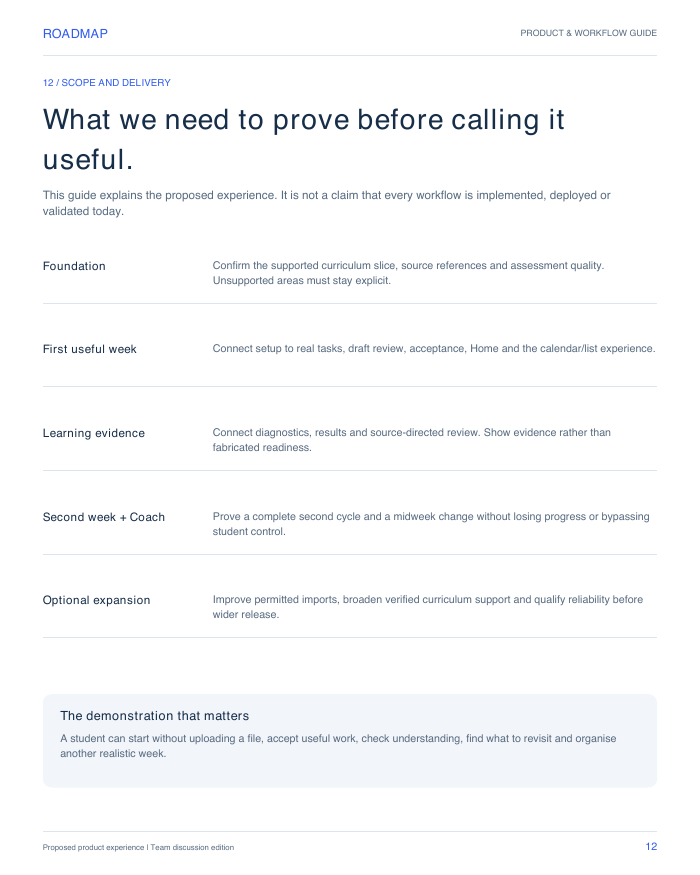 ROADMAP
PRODUCT & WORKFLOW GUIDE
12 / SCOPE AND DELIVERY
What we need to prove before calling it
useful.
This guide explains the proposed experience. It is not a claim that every workflow is implemented, deployed or
validated today.
Foundation
Confirm the supported curriculum slice, source references and assessment quality.
Unsupported areas must stay explicit.
First useful week
Connect setup to real tasks, draft review, acceptance, Home and the calendar/list experience.
Learning evidence
Connect diagnostics, results and source-directed review. Show evidence rather than
fabricated readiness.
Second week + Coach
Prove a complete second cycle and a midweek change without losing progress or bypassing
student control.
Optional expansion
Improve permitted imports, broaden verified curriculum support and qualify reliability before
wider release.
The demonstration that matters
A student can start without uploading a file, accept useful work, check understanding, find what to revisit and organise
another realistic week.
Proposed product experience | Team discussion edition
12